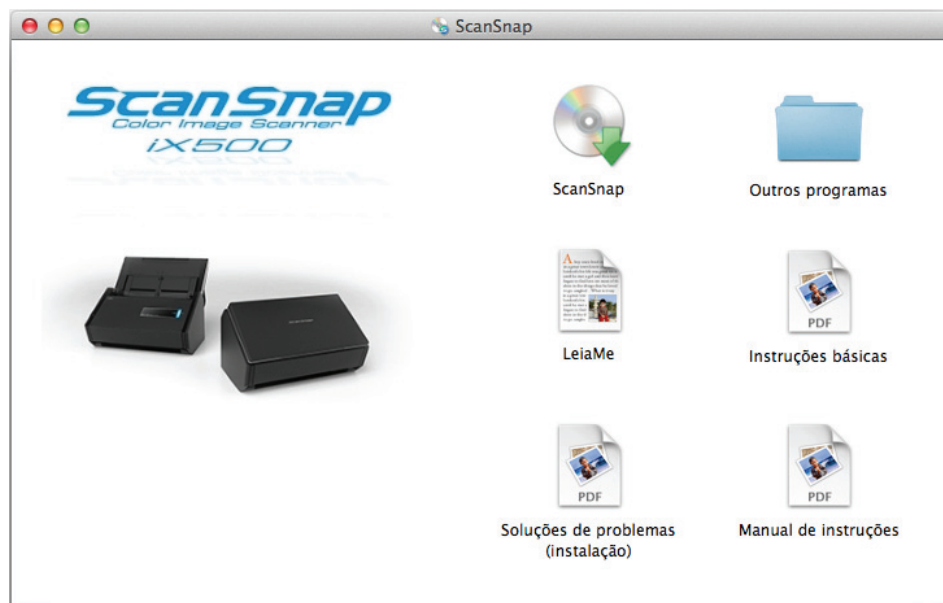 ScanSnap
ScanSnap
Color Image Scanner
iX500
ScanSnap
Outros programas
LeiaMe
PDF
Instruções básicas
PDF
PDF
Soluções de problemas
(instalação)
Manual de instruções